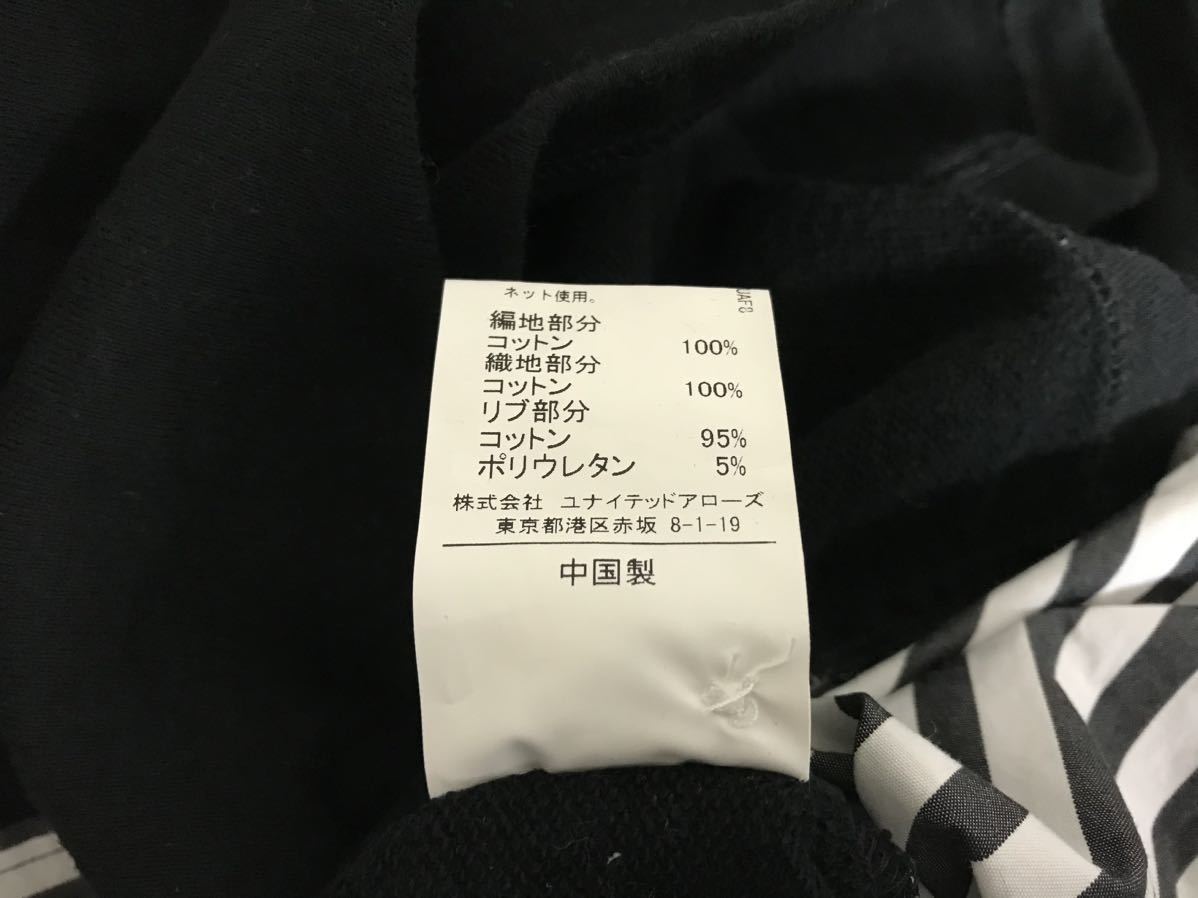 ネット使用。
編地部分
コットン 100%
織地部分
コットン 100%
リブ部分
コットン 95%
ポリウレタン 5%
株式会社 ユナイテッドアローズ
東京都港区赤坂 8-1-19
中国製